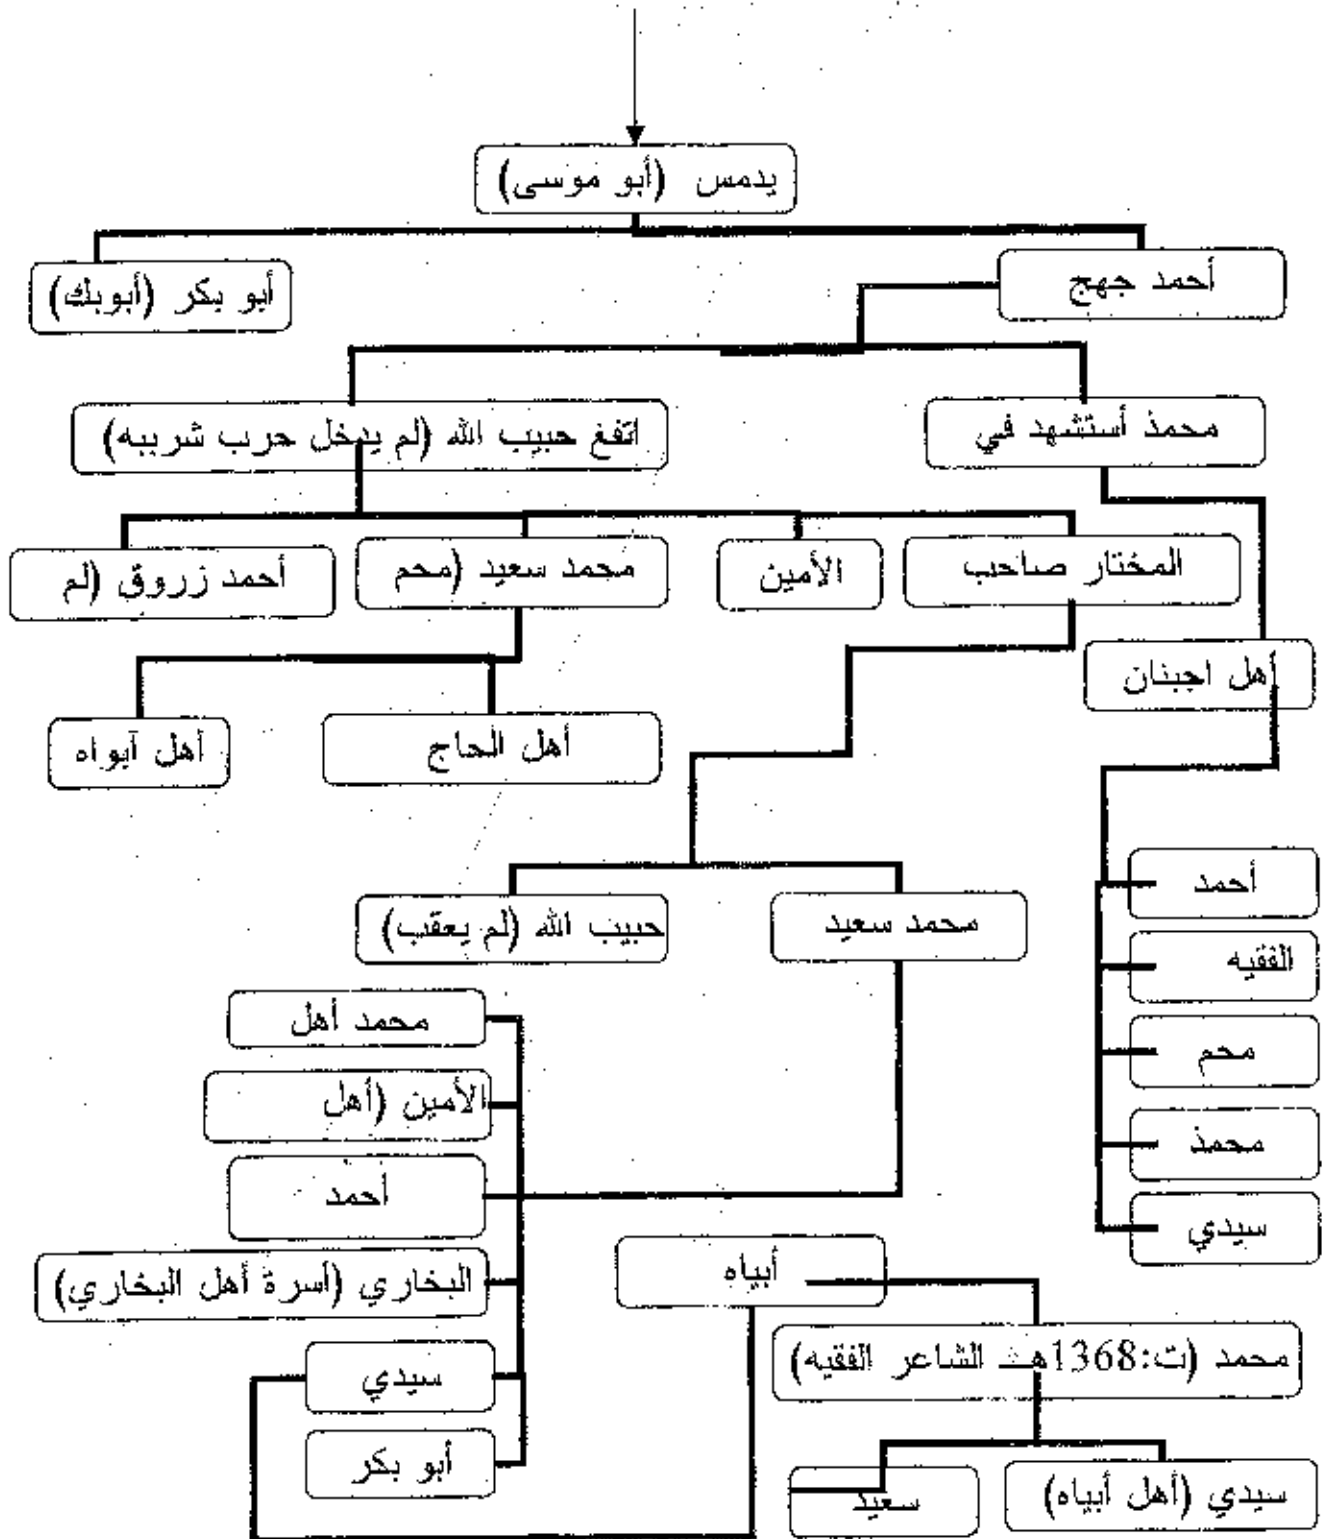 يدمس (أبو موسى)
أحمد جهج
أبو بكر (أبوبك)
محمذ أستشهد في
اتفغ حبيب الله (لم يدخل حرب شرببه)
المختار صاحب
الأمين
محمد سعيد (محم
أحمد زروق (لم
أهل اجبنان
أهل الحاج
أهل آبواه
أحمد
الفقيه
محم
محمذ
سيدي
محمد سعيد
حبيب الله (لم يعقب)
محمد أهل
الأمين (أهل
أحمد
البخاري (أسرة أهل البخاري)
سيدي
أبو بكر
أبياه
محمد (ت:1368هـ الشاعر الفقيه)
سيدي (أهل أبياه)
سعيد